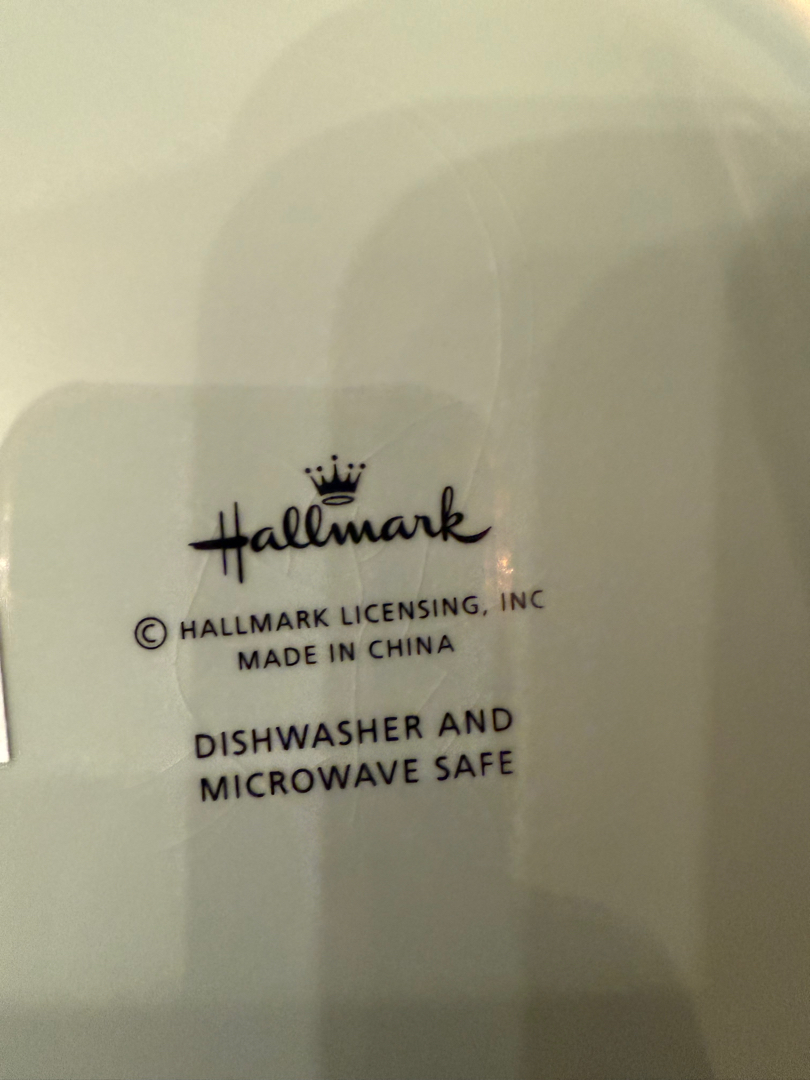 Hallmark
© HALLMARK LICENSING, INC
MADE IN CHINA
DISHWASHER AND
MICROWAVE SAFE